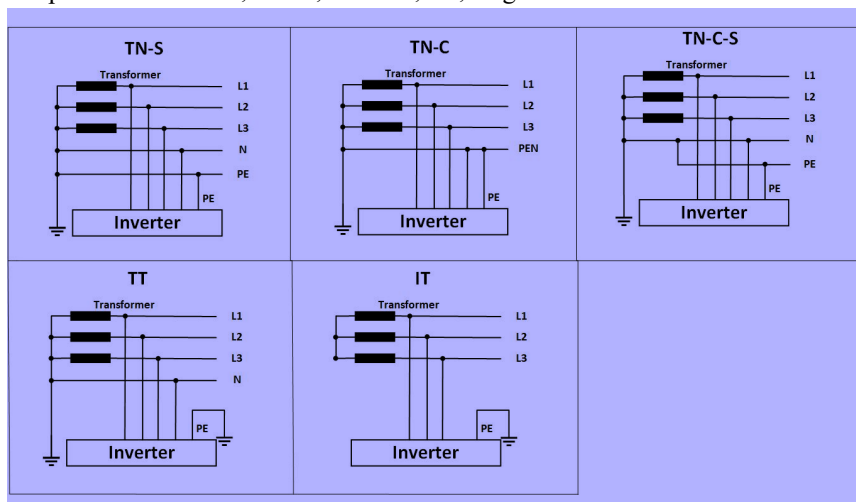 TN-S
Transformer
L1
L2
L3
N
PE
PE
Inverter
TN-C
Transformer
L1
L2
L3
PEN
PE
Inverter
TN-C-S
Transformer
L1
L2
L3
N
PE
PE
Inverter
TT
Transformer
L1
L2
L3
N
PE
Inverter
IT
Transformer
L1
L2
L3
PE
Inverter